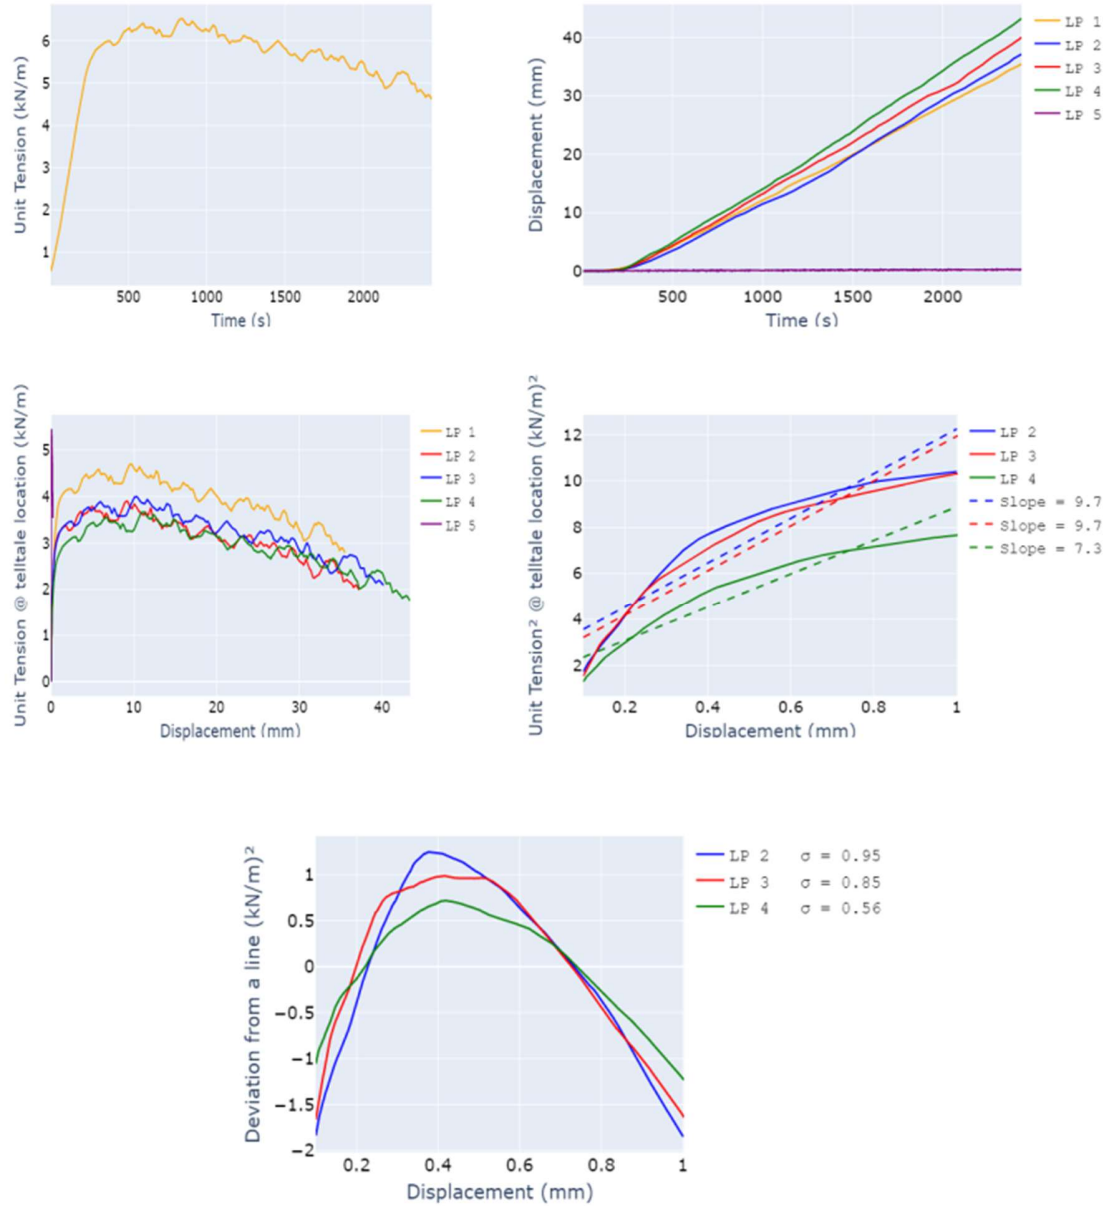 Unit Tension (kN/m)
6
5
4
3
2
1
500 1000 1500 2000
Time (s)
Displacement (mm)
40
30
20
10
0
500 1000 1500 2000
Time (s)
LP 1
LP 2
LP 3
LP 4
LP 5
Unit Tension @ telltale location (kN/m)
5
4
3
2
1
0
0 10 20 30 40
Displacement (mm)
LP 1
LP 2
LP 3
LP 4
LP 5
Unit Tension² @ telltale location (kN/m)²
12
10
8
6
4
2
0.2 0.4 0.6 0.8 1
Displacement (mm)
LP 2
LP 3
LP 4
Slope = 9.7
Slope = 9.7
Slope = 7.3
Deviation from a line (kN/m)²
1
0.5
0
−0.5
−1
−1.5
−2
0.2 0.4 0.6 0.8 1
Displacement (mm)
LP 2 σ = 0.95
LP 3 σ = 0.85
LP 4 σ = 0.56